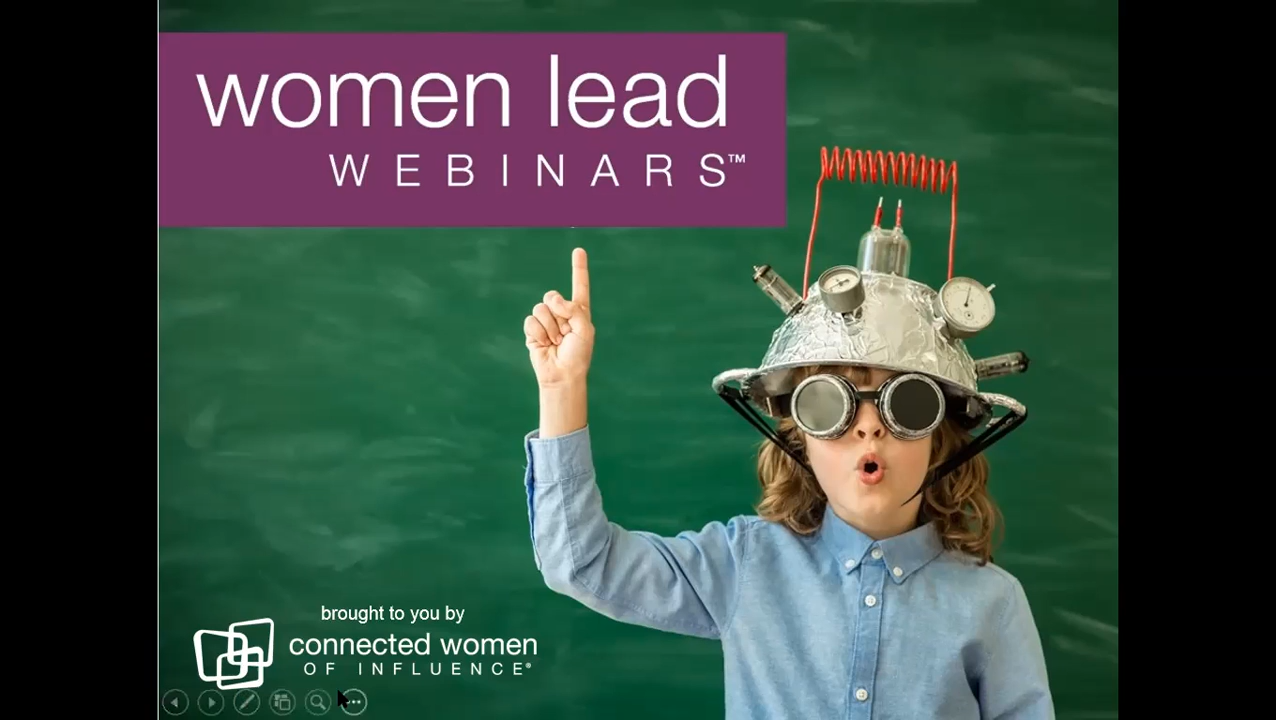 women lead
WEBINARS™
brought to you by
connected women
OF INFLUENCE®